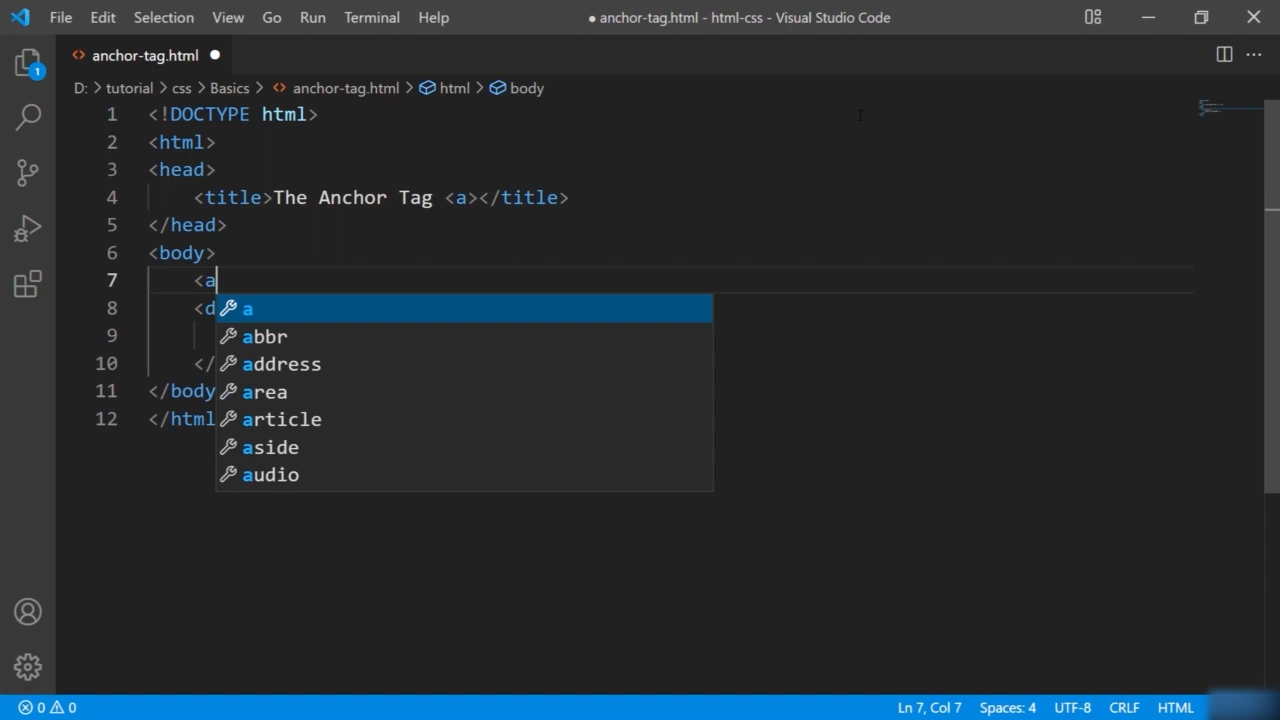 File Edit Selection View Go Run Terminal Help ● anchor-tag.html - html-css - Visual Studio Code
anchor-tag.html ●
1
D: > tutorial > css > Basics > anchor-tag.html > html > body
1 <!DOCTYPE html>
2 <html>
3 <head>
4 <title>The Anchor Tag <a></title>
5 </head>
6 <body>
7 <a
8 <d
a
abbr
9
10 </
address
area
11 </body
12 </html
article
aside
audio
0 0 Ln 7, Col 7 Spaces: 4 UTF-8 CRLF HTML